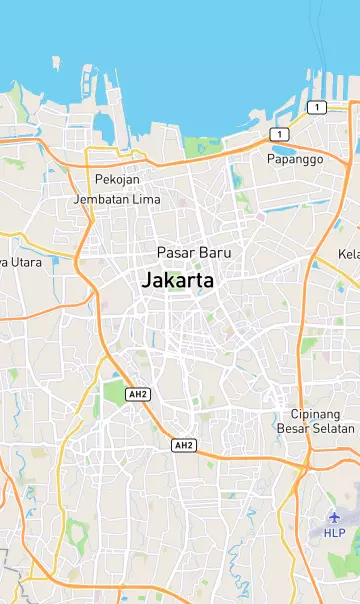 1
1
Papanggo
Pekojan
Jembatan Lima
Pasar Baru
Kela
a Utara
Jakarta
AH2
Cipinang
Besar Selatan
AH2
HLP